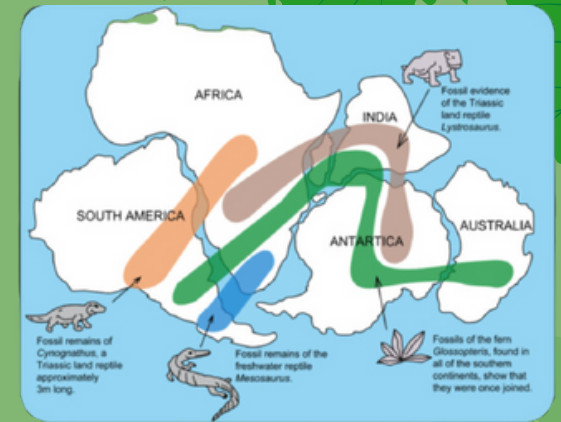 AFRICA
INDIA
Fossil evidence
of the Triassic
land reptile
Lystrosaurus.
SOUTH AMERICA
ANTARTICA
AUSTRALIA
Fossil remains of
Cynognathus, a
Triassic land reptile
approximately
3m long.
Fossil remains of the
freshwater reptile
Mesosaurus.
Fossils of the fern
Glossopteris, found in
all of the southern
continents, show that
they were once joined.